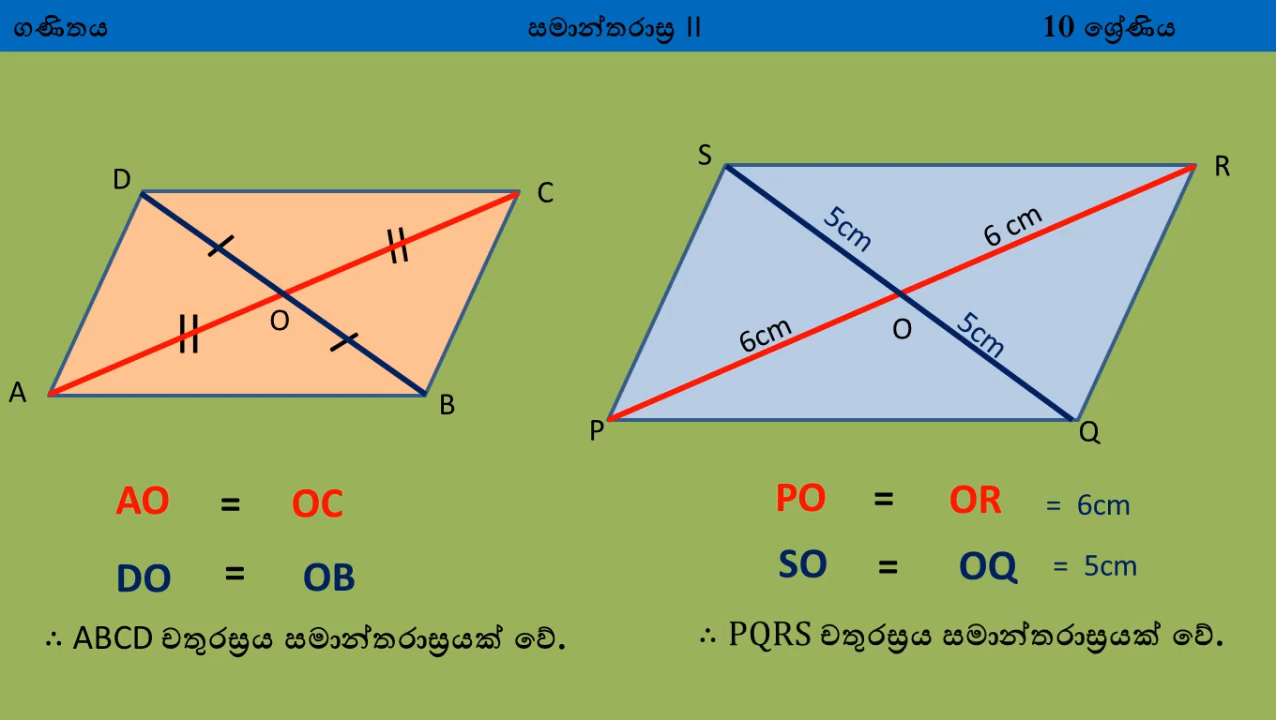 ගණිතය සමාන්තරාස්‍ර II 10 ශ්‍රේණිය
D
C
O
A
B
S
R
5cm
6 cm
6cm
O
5cm
P
Q
AO = OC
DO = OB
∴ ABCD චතුරස්‍රය සමාන්තරාස්‍රයක් වේ.
PO = OR = 6cm
SO = OQ = 5cm
∴ PQRS චතුරස්‍රය සමාන්තරාස්‍රයක් වේ.